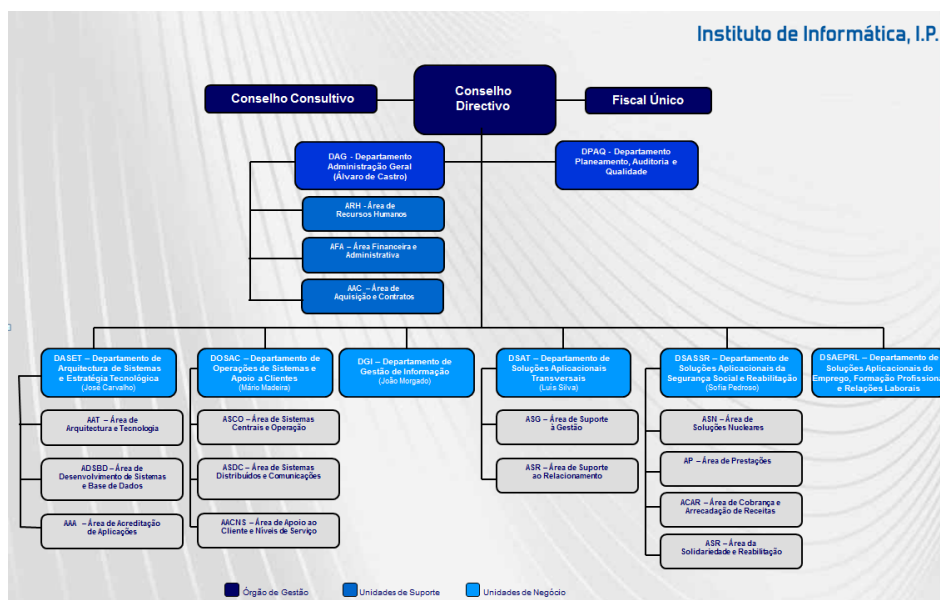 Instituto de Informática, I.P.
Conselho Consultivo
Conselho
Directivo
Fiscal Único
DAG - Departamento
Administração Geral
(Álvaro de Castro)
DPAQ - Departamento
Planeamento, Auditoria e
Qualidade
ARH - Área de
Recursos Humanos
AFA – Área Financeira e
Administrativa
AAC – Área de
Aquisição e Contratos
DASET – Departamento de
Arquitectura de Sistemas
e Estratégia Tecnológica
(José Carvalho)
DOSAC – Departamento de
Operações de Sistemas e
Apoio a Clientes
(Mário Madeira)
DGI – Departamento de
Gestão de Informação
(João Morgado)
DSAT – Departamento de
Soluções Aplicacionais
Transversais
(Luís Silva)
DSASSR – Departamento de
Soluções Aplicacionais da
Segurança Social e Reabilitação
(Sofia Pedroso)
DSAEPRL – Departamento de
Soluções Aplicacionais do
Emprego, Formação Profissiona
e Relações Laborais
AAT – Área de
Arquitectura e Tecnologia
ADSBD – Área de
Desenvolvimento de Sistemas
e Base de Dados
AAA – Área de Acreditação
de Aplicações
ASCO – Área de Sistemas
Centrais e Operação
ASDC – Área de Sistemas
Distribuídos e Comunicações
AACNS – Área de Apoio ao
Cliente e Níveis de Serviço
ASG – Área de Suporte
à Gestão
ASR – Área de Suporte
ao Relacionamento
ASN – Área de
Soluções Nucleares
AP – Área de Prestações
ACAR – Área de Cobrança e
Arrecadação de Receitas
ASR – Área da
Solidariedade e Reabilitação
Órgão de Gestão
Unidades de Suporte
Unidades de Negócio